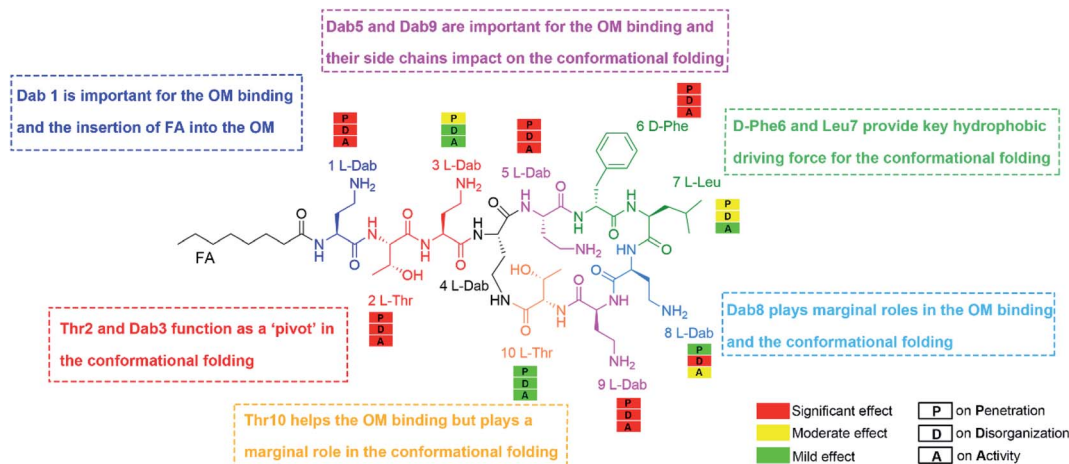 Dab5 and Dab9 are important for the OM binding and
their side chains impact on the conformational folding
Dab 1 is important for the OM binding
and the insertion of FA into the OM
P
D
A
P
D
A
P
D
A
P
D
A
6 D-Phe
D-Phe6 and Leu7 provide key hydrophobic
driving force for the conformational folding
1 L-Dab
NH2
3 L-Dab
NH2
5 L-Dab
7 L-Leu
P
D
A
O
N
H
O
H
N
O
OH
N
H
O
H
N
O
H
N
O
NH2
N
H
O
H
N
O
NH
FA
2 L-Thr
4 L-Dab
NH
O
HO
10 L-Thr
H
N
O
NH
O
NH2
9 L-Dab
NH2
8 L-Dab
P
D
A
Thr2 and Dab3 function as a ‘pivot’ in
the conformational folding
P
D
A
Dab8 plays marginal roles in the OM binding
and the conformational folding
P
D
A
P
D
A
Thr10 helps the OM binding but plays a
marginal role in the conformational folding
Significant effect
Moderate effect
Mild effect
P on Penetration
D on Disorganization
A on Activity